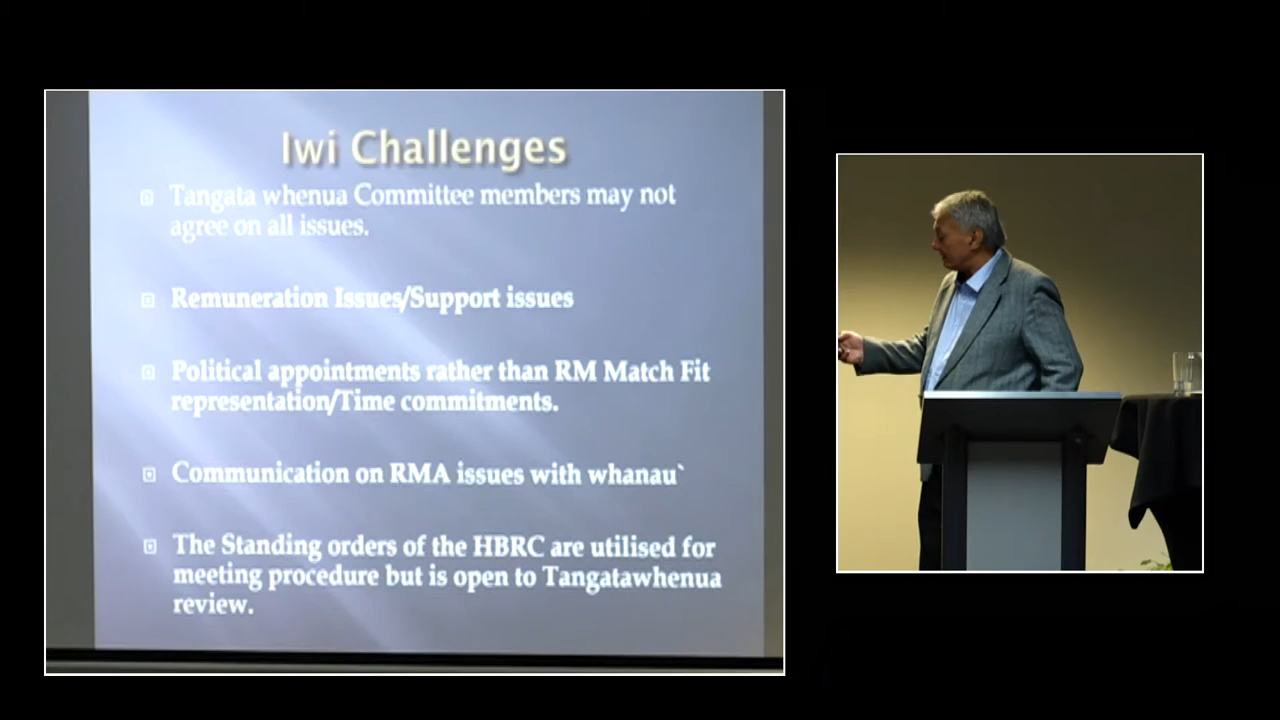 Iwi Challenges
Tangata whenua Committee members may not
agree on all issues.
Remuneration Issues/Support issues
Political appointments rather than RM Match Fit
representation/Time commitments.
Communication on RMA issues with whanau`
The Standing orders of the HBRC are utilised for
meeting procedure but is open to Tangatawhenua
review.